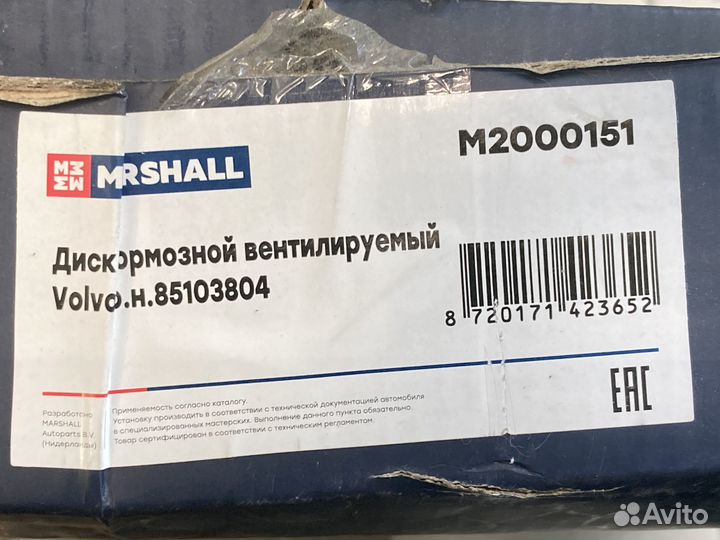 MRSHALL
M2000151
Дискормозной вентилируемый
Volvo.н.85103804
8 720171 423652
Разработчо
MARSHALL
Autoparts B.V.
(Нидерланды)
Применяемость согласно каталогу.
Установку производить в соответствии с технической документацией автомобиля
в специализированных мастерских. Выполнение данного пункта обязательно
Товар сертифицирован в соответствии с техническим регламентом.
EAC
Avito